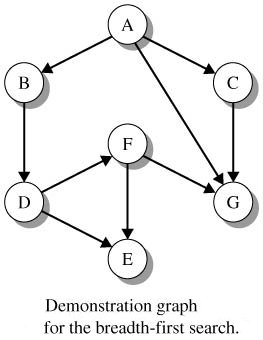 A
B
C
F
D
G
E
Demonstration graph
for the breadth-first search.